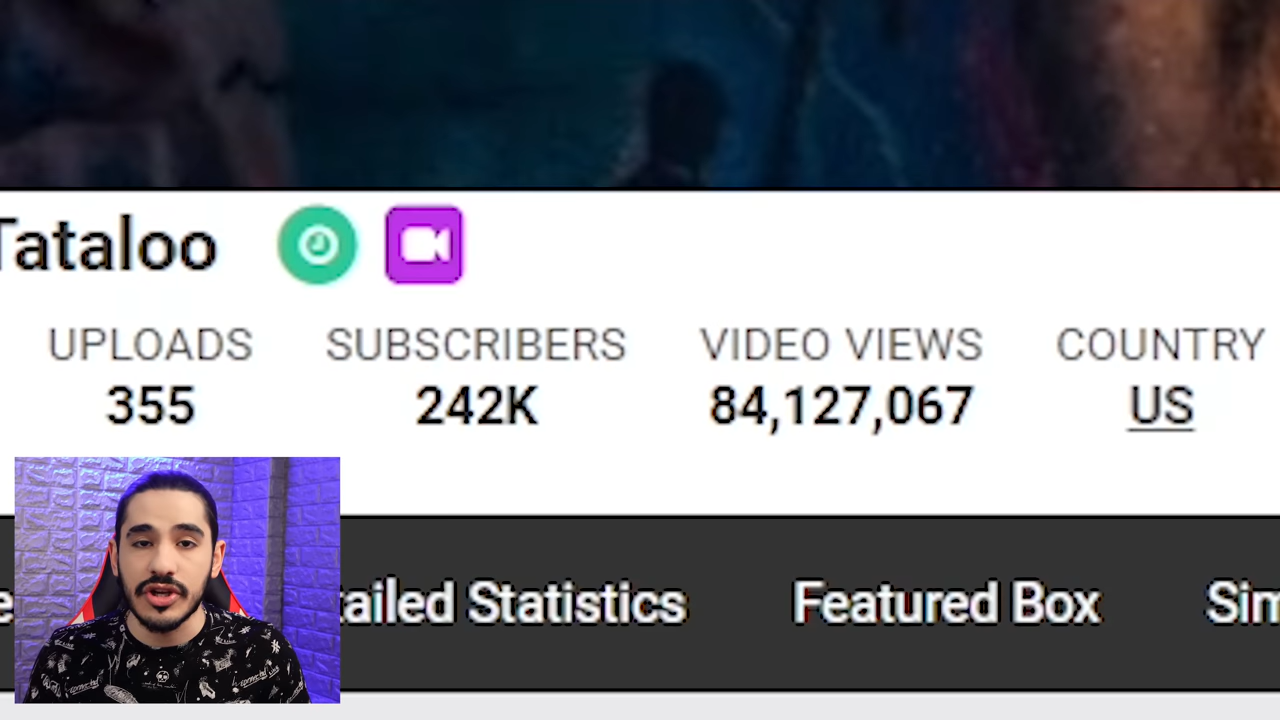 Tataloo
UPLOADS SUBSCRIBERS VIDEO VIEWS COUNTRY
355 242K 84,127,067 US
tailed Statistics Featured Box Sim